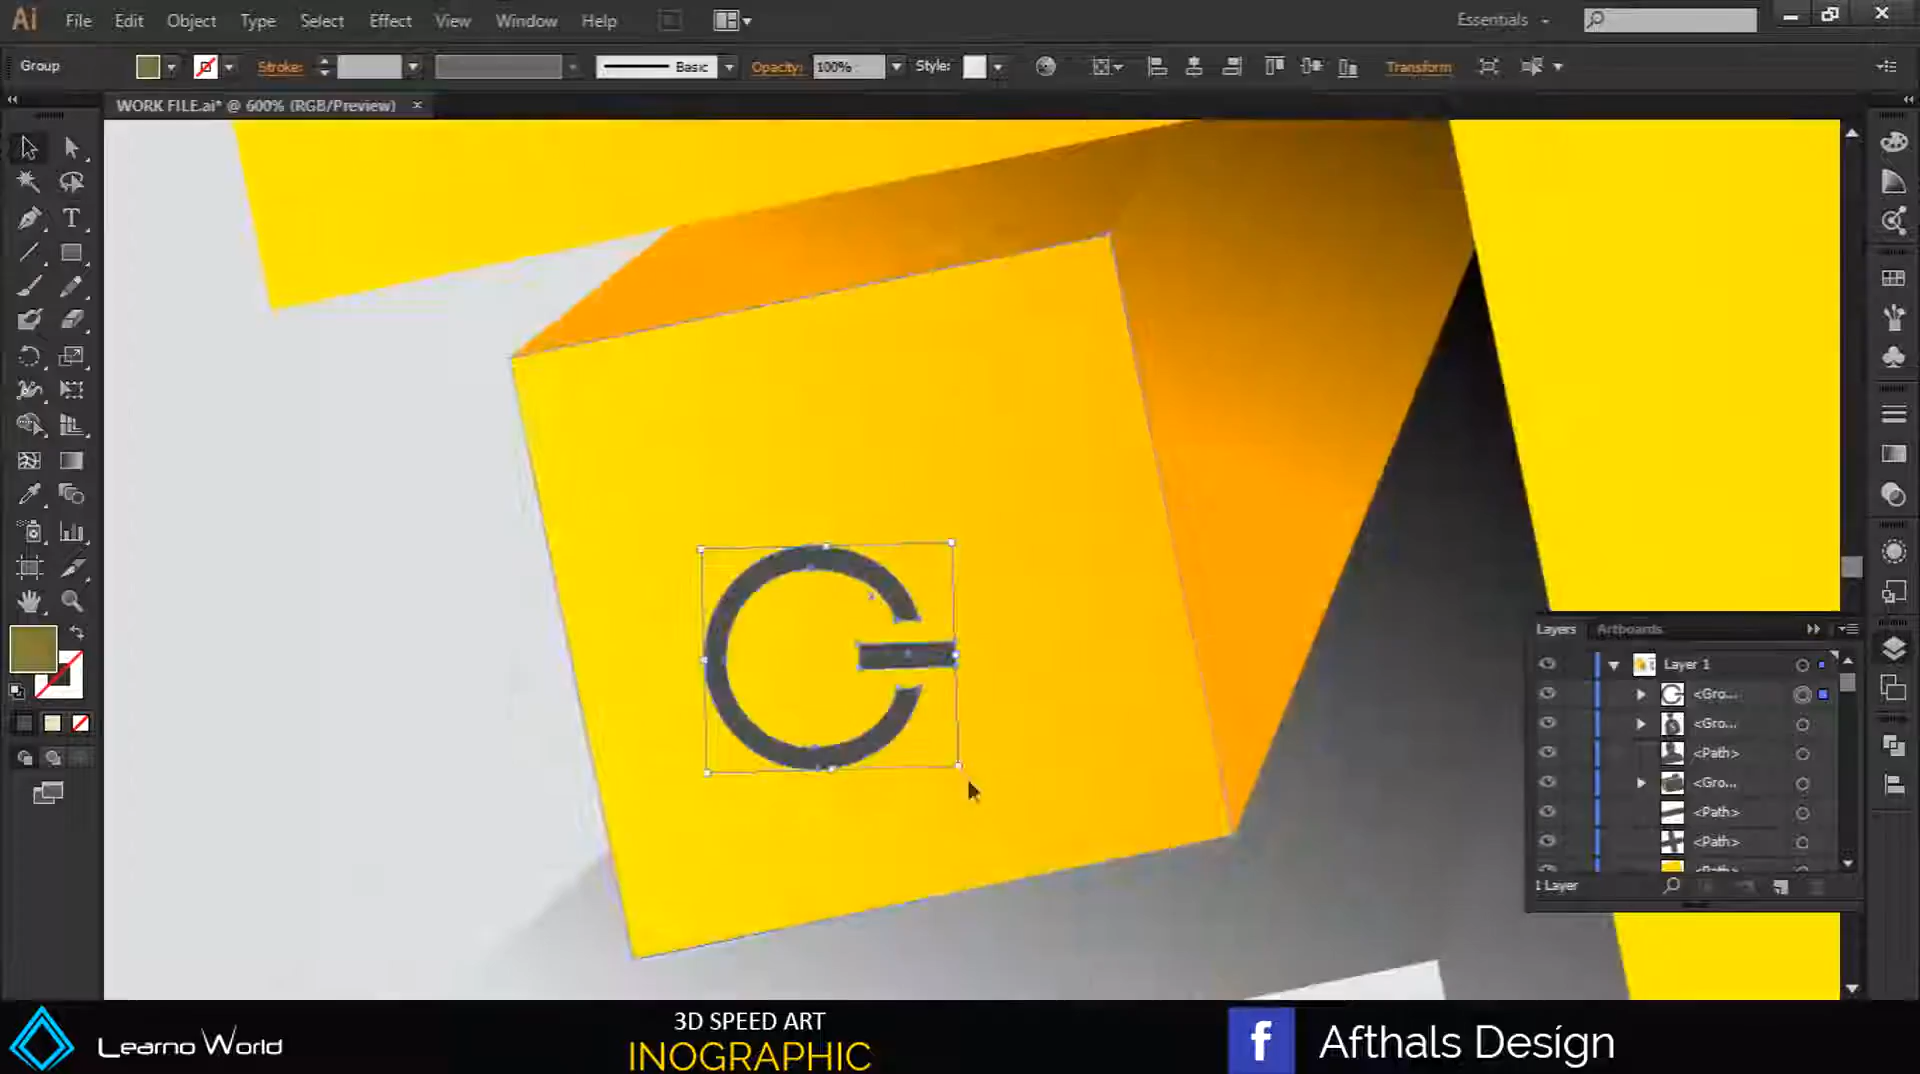 Ai File Edit Object Type Select Effect View Window Help Essentials
Group Stroke: Basic Opacity: 100% Style: Transform
WORK FILE.ai* @ 600% (RGB/Preview) ×
Layers Artboards
Layer 1
<Gro...
<Gro...
<Path>
<Gro...
<Path>
<Path>
<Path>
1 Layer
Learno World
3D SPEED ART
INOGRAPHIC
f Afthals Design